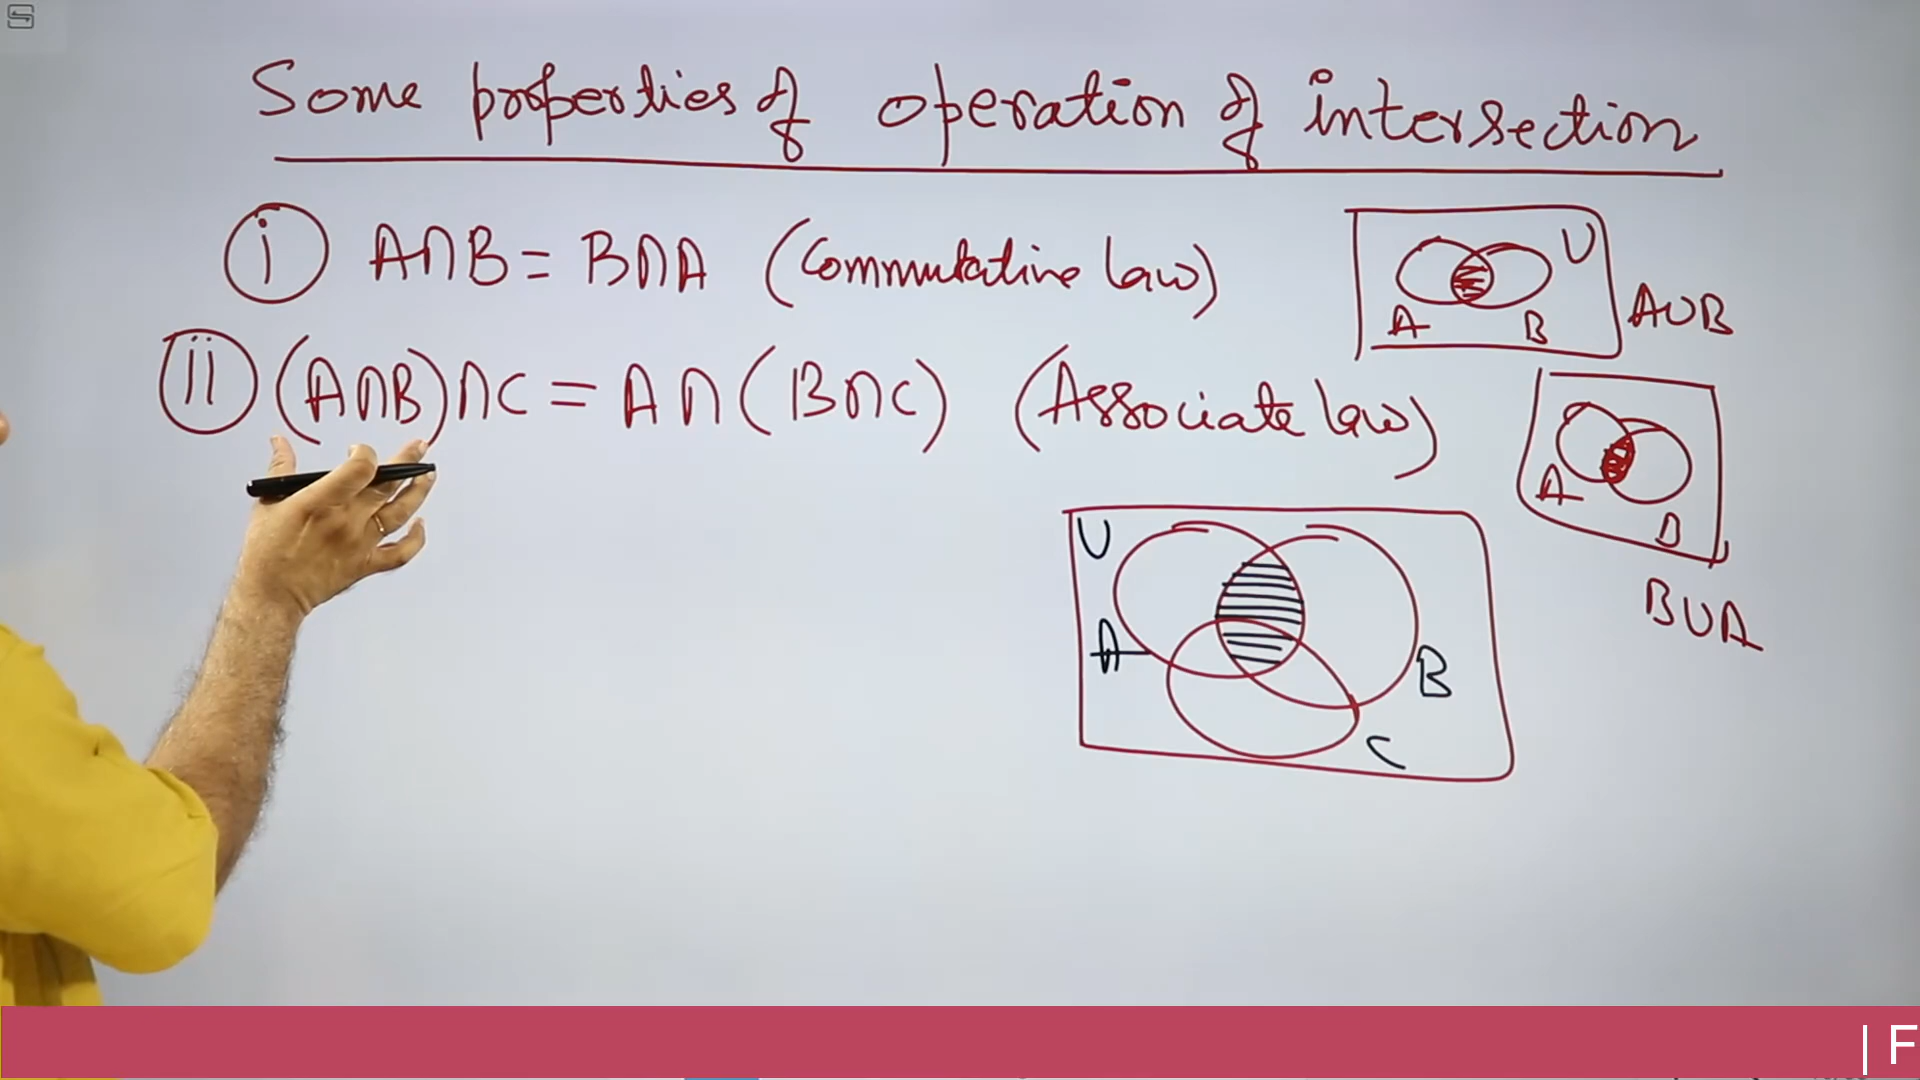 Some properties of operation of intersection
i A∩B = B∩A (Commutative law)
U
A B
A∪B
ii (A∩B)∩C = A∩(B∩C) (Associate law)
A B
B∪A
U
A B
C
| F